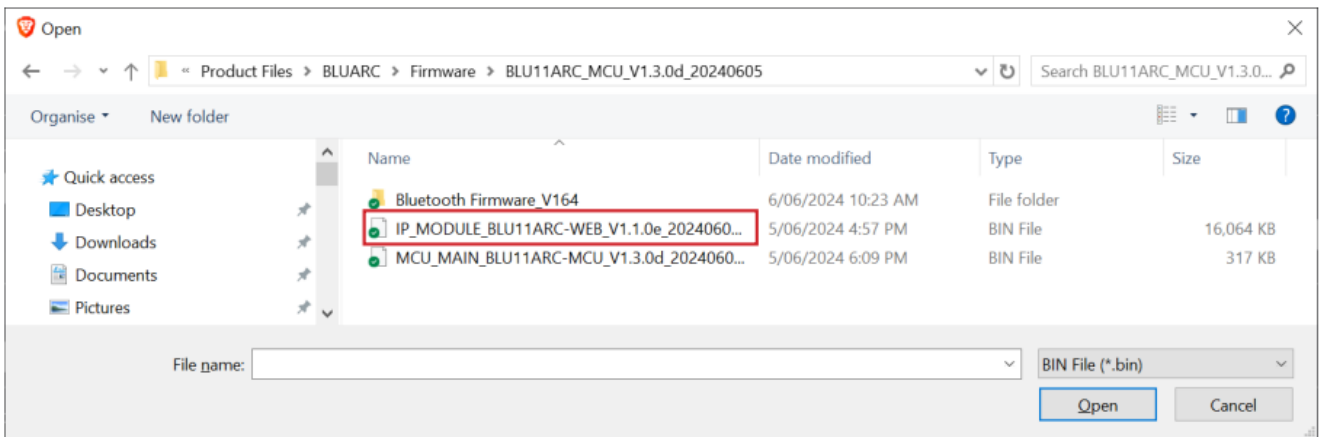 Open
« Product Files > BLUARC > Firmware > BLU11ARC_MCU_V1.3.0d_20240605 Search BLU11ARC_MCU_V1.3.0...
Organise New folder
Name Date modified Type Size
Quick access
Desktop
Downloads
Documents
Pictures
Bluetooth Firmware_V164 6/06/2024 10:23 AM File folder
IP_MODULE_BLU11ARC-WEB_V1.1.0e_2024060... 5/06/2024 4:57 PM BIN File 16,064 KB
MCU_MAIN_BLU11ARC-MCU_V1.3.0d_2024060... 5/06/2024 6:09 PM BIN File 317 KB
File name: BIN File (*.bin)
Open Cancel